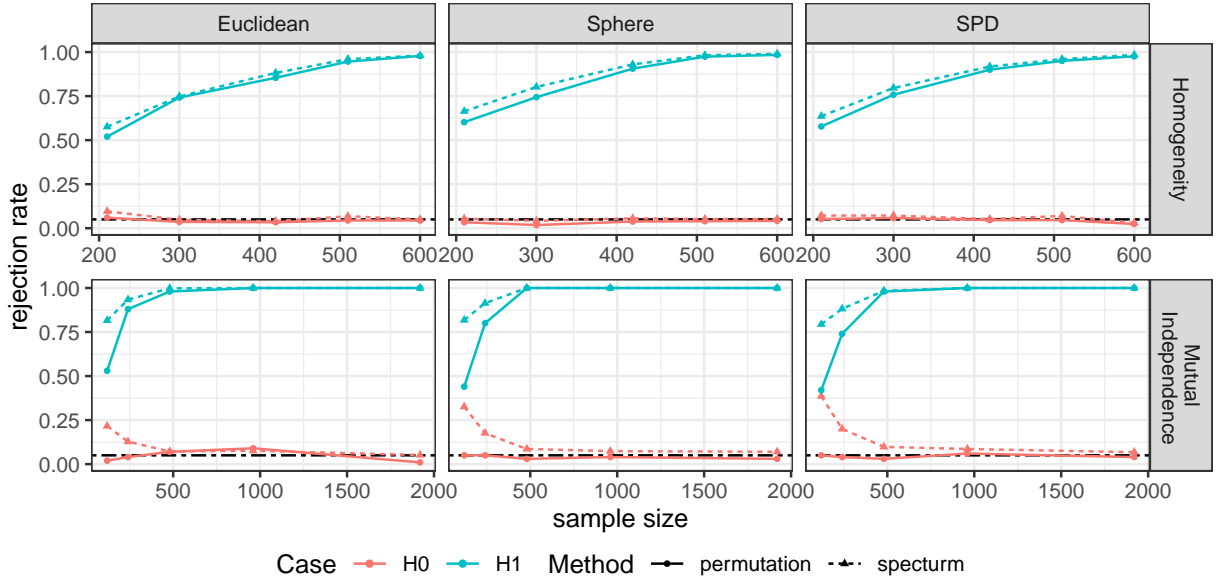 Euclidean Sphere SPD
1.00
0.75
0.50
0.25
0.00
Homogeneity
200 300 400 500 600 200 300 400 500 600 200 300 400 500 600
rejection rate
1.00
0.75
0.50
0.25
0.00
Mutual
Independence
500 1000 1500 2000 500 1000 1500 2000 500 1000 1500 2000
sample size
Case H0 H1 Method permutation specturm